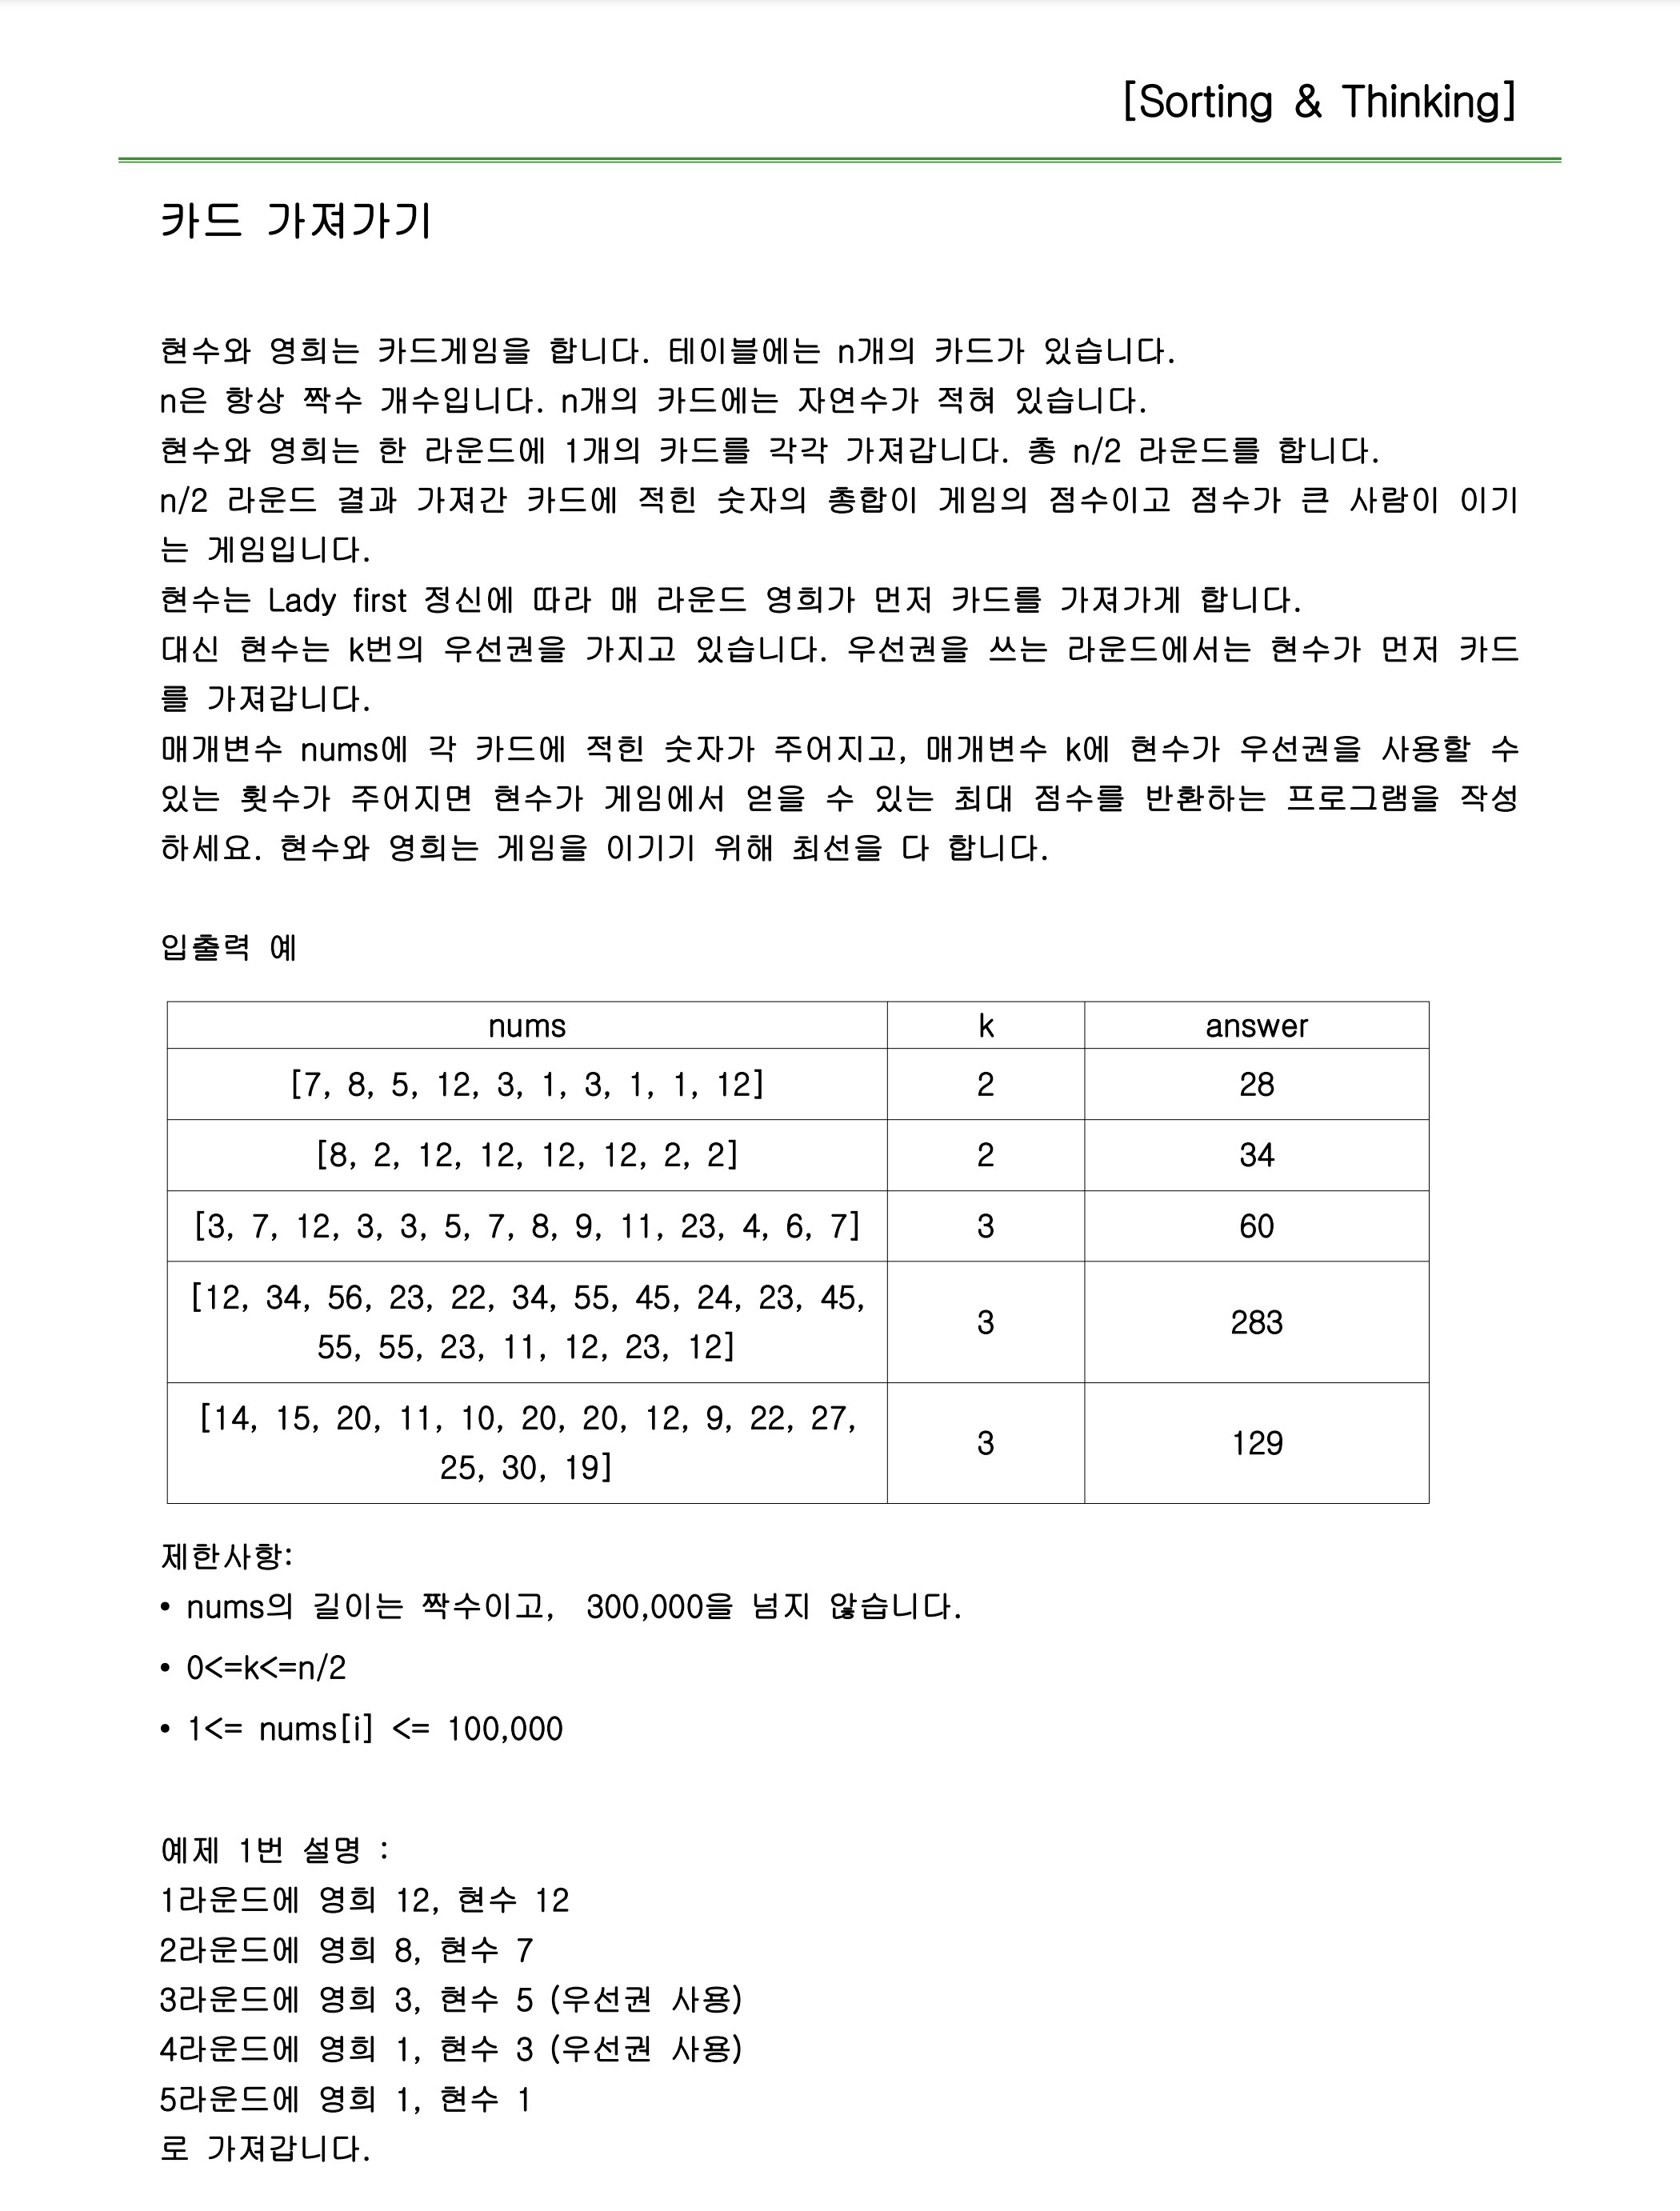 [Sorting & Thinking]
카드 가져가기
현수와 영희는 카드게임을 합니다. 테이블에는 n개의 카드가 있습니다.
n은 항상 짝수 개수입니다. n개의 카드에는 자연수가 적혀 있습니다.
현수와 영희는 한 라운드에 1개의 카드를 각각 가져갑니다. 총 n/2 라운드를 합니다.
n/2 라운드 결과 가져간 카드에 적힌 숫자의 총합이 게임의 점수이고 점수가 큰 사람이 이기
는 게임입니다.
현수는 Lady first 정신에 따라 매 라운드 영희가 먼저 카드를 가져가게 합니다.
대신 현수는 k번의 우선권을 가지고 있습니다. 우선권을 쓰는 라운드에서는 현수가 먼저 카드
를 가져갑니다.
매개변수 nums에 각 카드에 적힌 숫자가 주어지고, 매개변수 k에 현수가 우선권을 사용할 수
있는 횟수가 주어지면 현수가 게임에서 얻을 수 있는 최대 점수를 반환하는 프로그램을 작성
하세요. 현수와 영희는 게임을 이기기 위해 최선을 다 합니다.
입출력 예
nums k answer
[7, 8, 5, 12, 3, 1, 3, 1, 1, 12] 2 28
[8, 2, 12, 12, 12, 12, 2, 2] 2 34
[3, 7, 12, 3, 3, 5, 7, 8, 9, 11, 23, 4, 6, 7] 3 60
[12, 34, 56, 23, 22, 34, 55, 45, 24, 23, 45,
55, 55, 23, 11, 12, 23, 12] 3 283
[14, 15, 20, 11, 10, 20, 20, 12, 9, 22, 27,
25, 30, 19] 3 129
제한사항:
• nums의 길이는 짝수이고, 300,000을 넘지 않습니다.
• 0<=k<=n/2
• 1<= nums[i] <= 100,000
예제 1번 설명 :
1라운드에 영희 12, 현수 12
2라운드에 영희 8, 현수 7
3라운드에 영희 3, 현수 5 (우선권 사용)
4라운드에 영희 1, 현수 3 (우선권 사용)
5라운드에 영희 1, 현수 1
로 가져갑니다.